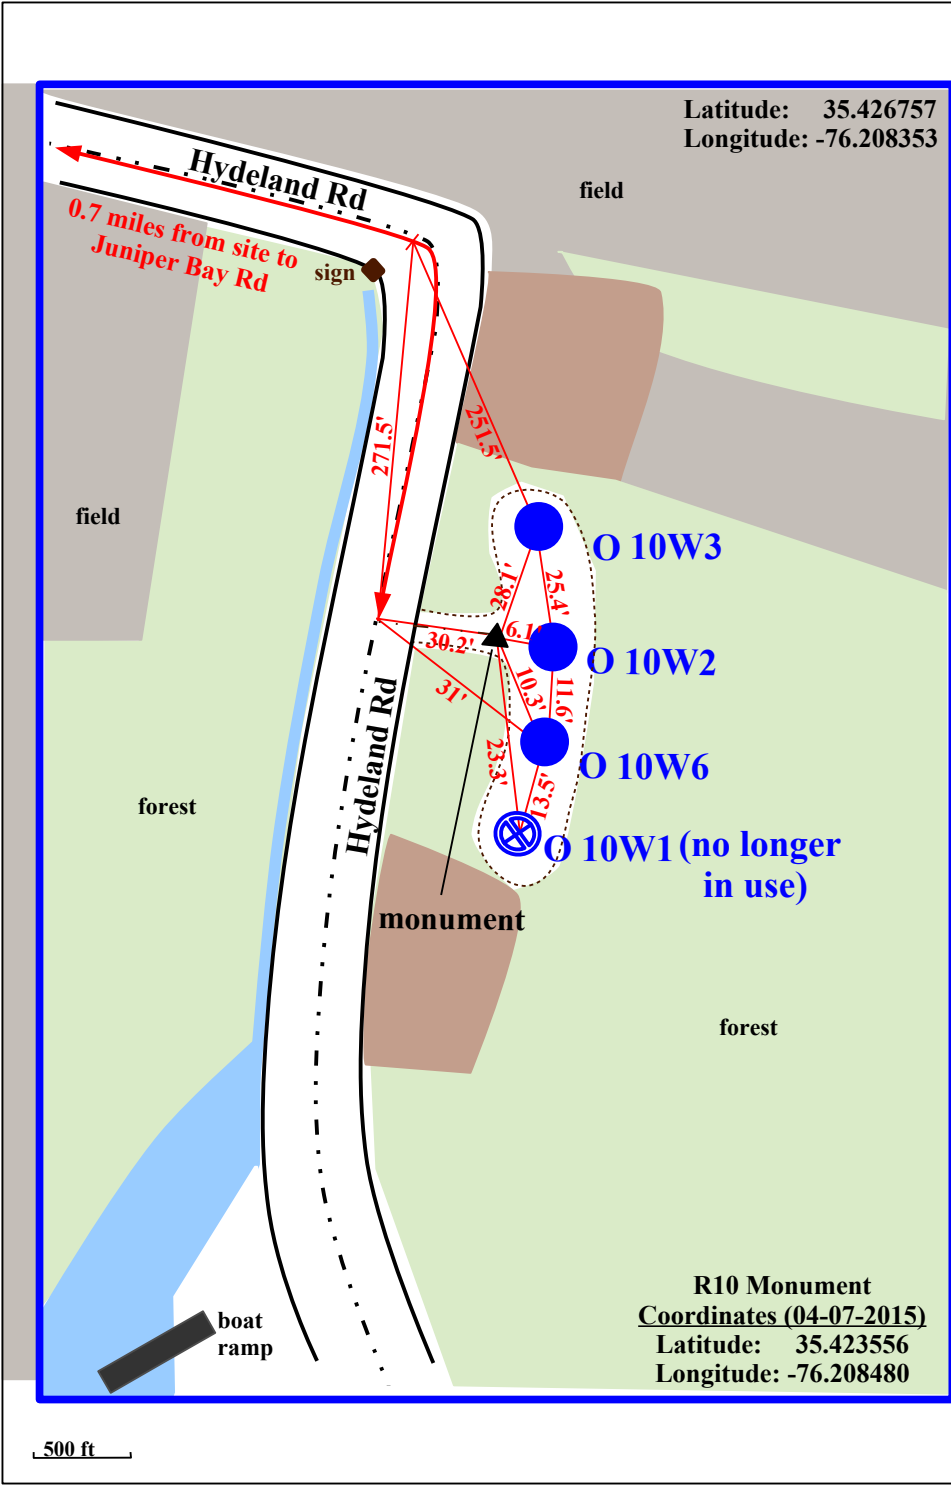 Latitude: 35.426757
Longitude: -76.208353
Hydeland Rd
field
0.7 miles from site to
Juniper Bay Rd
sign
271.5'
251.5'
field
O 10W3
28.1'
25.4'
6.1'
30.2'
O 10W2
31'
10.3'
11.6'
Hydeland Rd
23.3'
O 10W6
13.5'
forest
O 10W1 (no longer
in use)
monument
forest
R10 Monument
Coordinates (04-07-2015)
Latitude: 35.423556
Longitude: -76.208480
boat
ramp
500 ft